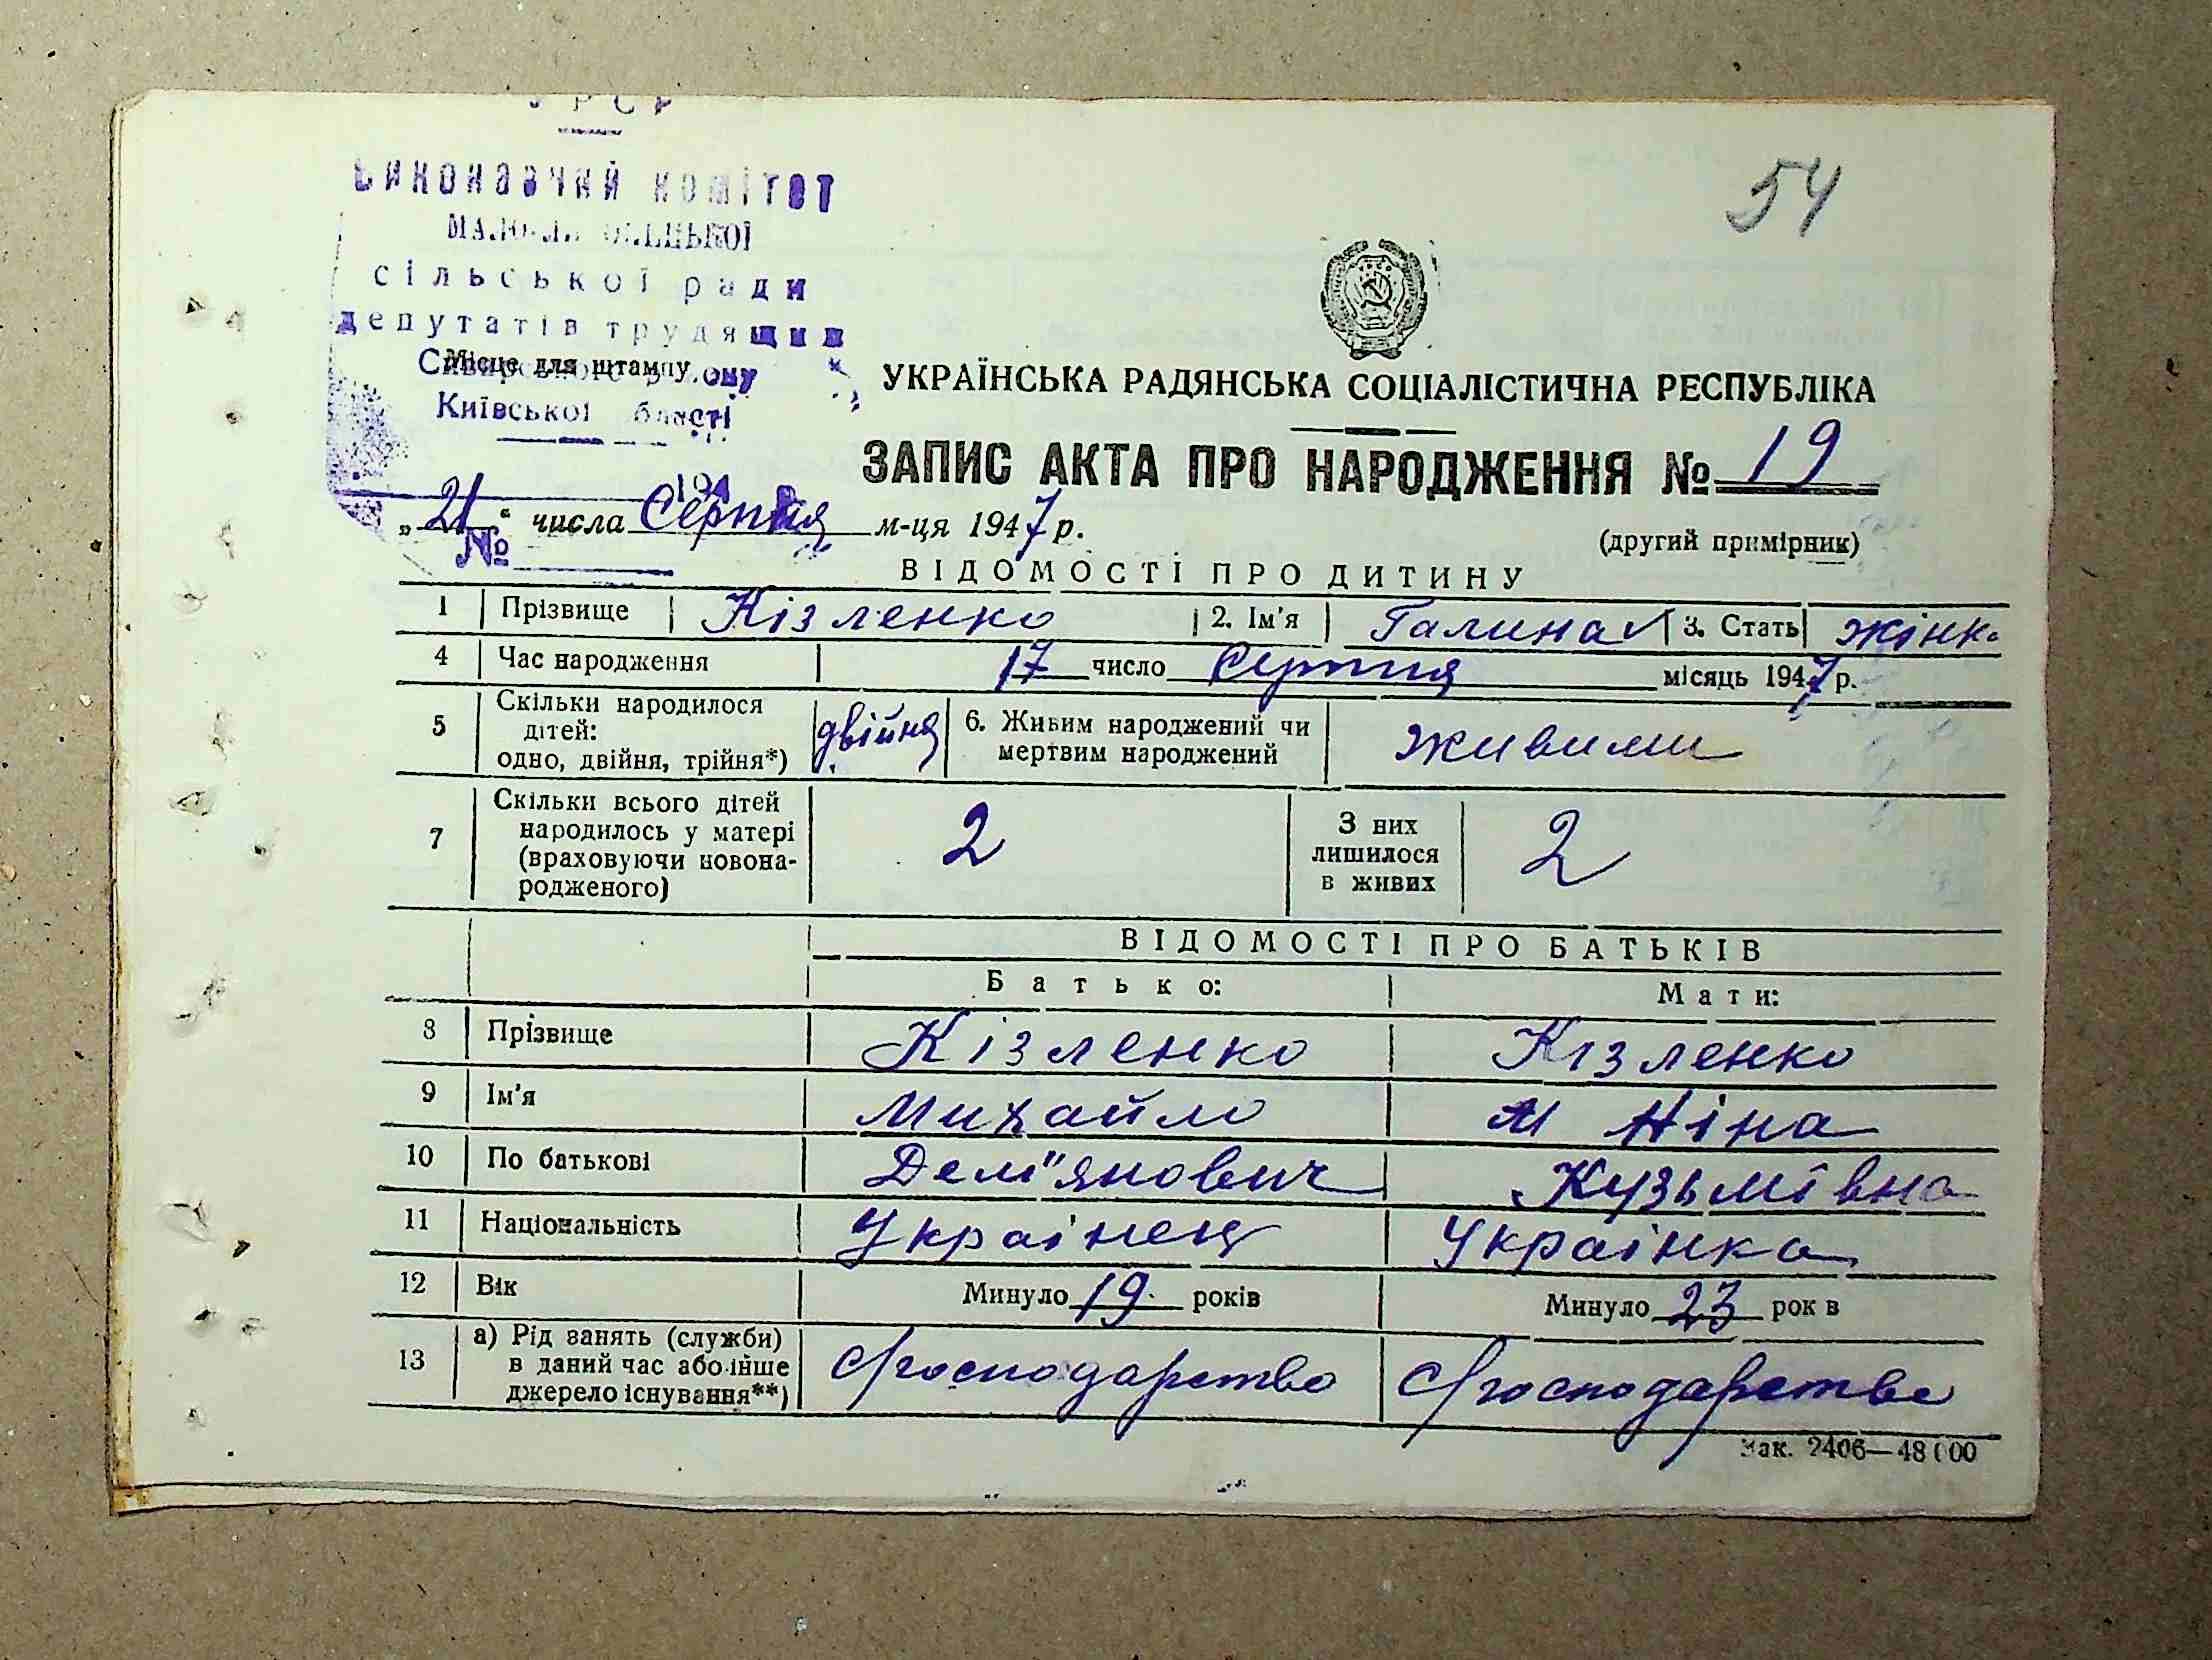 УРСР
54
Виконавчий комітет
сільської ради
депутатів трудящих
Місце для штампу
Київської області
УКРАЇНСЬКА РАДЯНСЬКА СОЦІАЛІСТИЧНА РЕСПУБЛІКА
ЗАПИС АКТА ПРО НАРОДЖЕННЯ № 19
194 р.
„21“ числа Серпня м-ця 1947 р.
(другий примірник)
№
ВІДОМОСТІ ПРО ДИТИНУ
1 Прізвище Кізленко 2. Ім'я Галина 3. Стать жінк.
4 Час народження 17 число Серпня місяць 1947 р.
5 Скільки народилося дітей: одно, двійня, трійня*) двійня 6. Живим народжений чи мертвим народжений живими
7 Скільки всього дітей народилось у матері (враховуючи новонародженого) 2 З них лишилося в живих 2
ВІДОМОСТІ ПРО БАТЬКІВ
Батько: Мати:
8 Прізвище Кізленко Кізленко
9 Ім'я Михайло М Ніна
10 По батькові Дем"янович Кузьмівна
11 Національність Українец Українка
12 Вік Минуло 19 років Минуло 23 років
13 а) Рід занять (служби) в даний час або інше джерело існування**) с/господарство с/господарство
Зак. 2406—48000